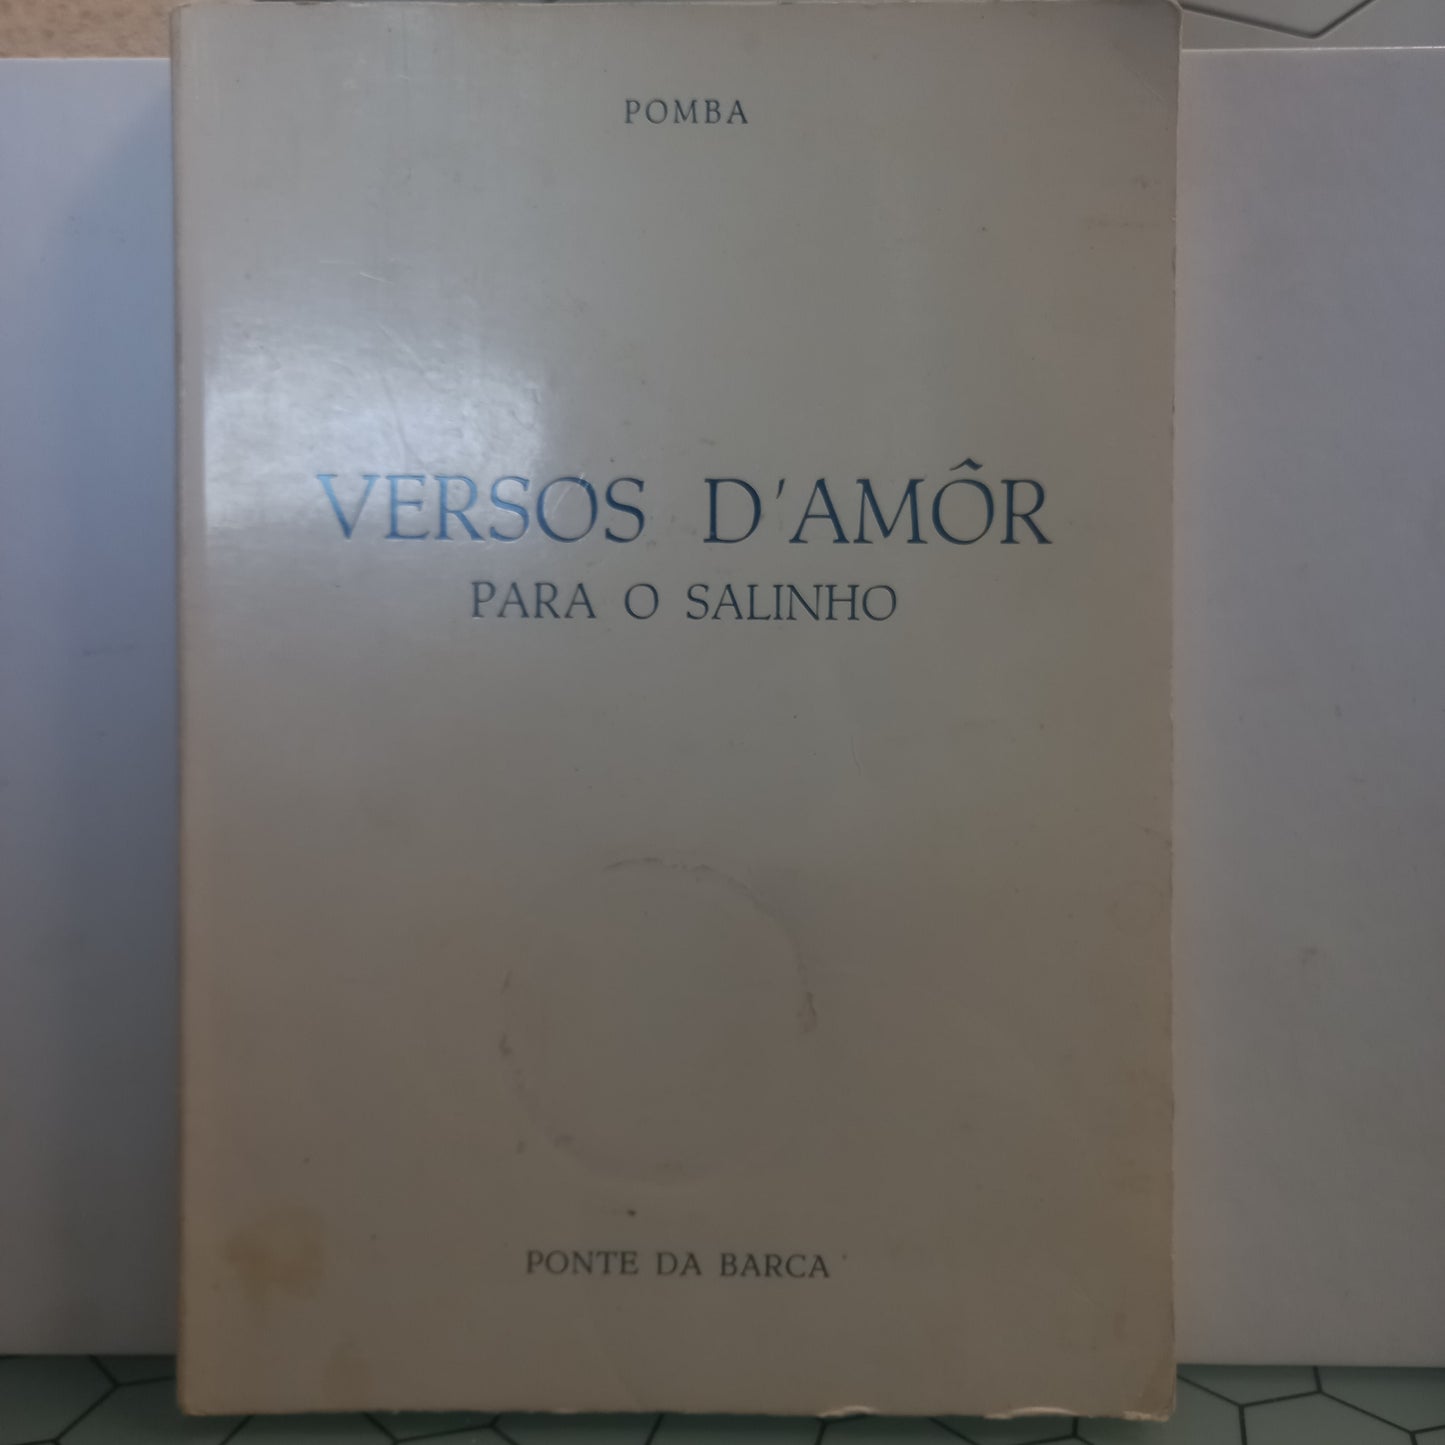 POMBA
VERSOS D'AMÔR
PARA O SALINHO
PONTE DA BARCA